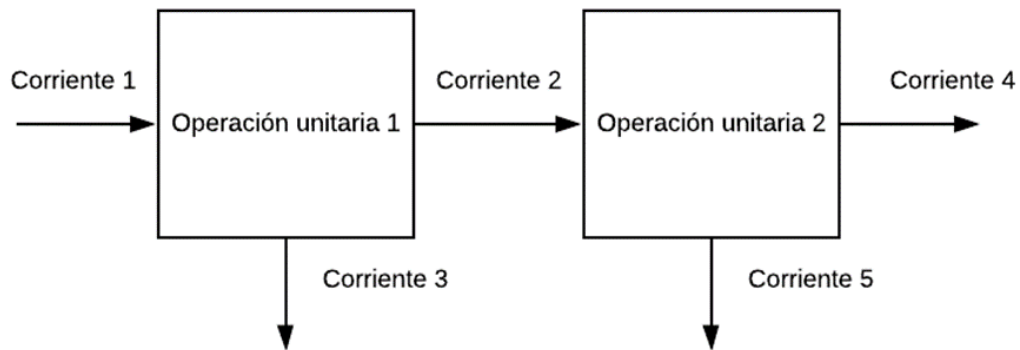 Corriente 1
Corriente 2
Corriente 4
Operación unitaria 1
Operación unitaria 2
Corriente 3
Corriente 5